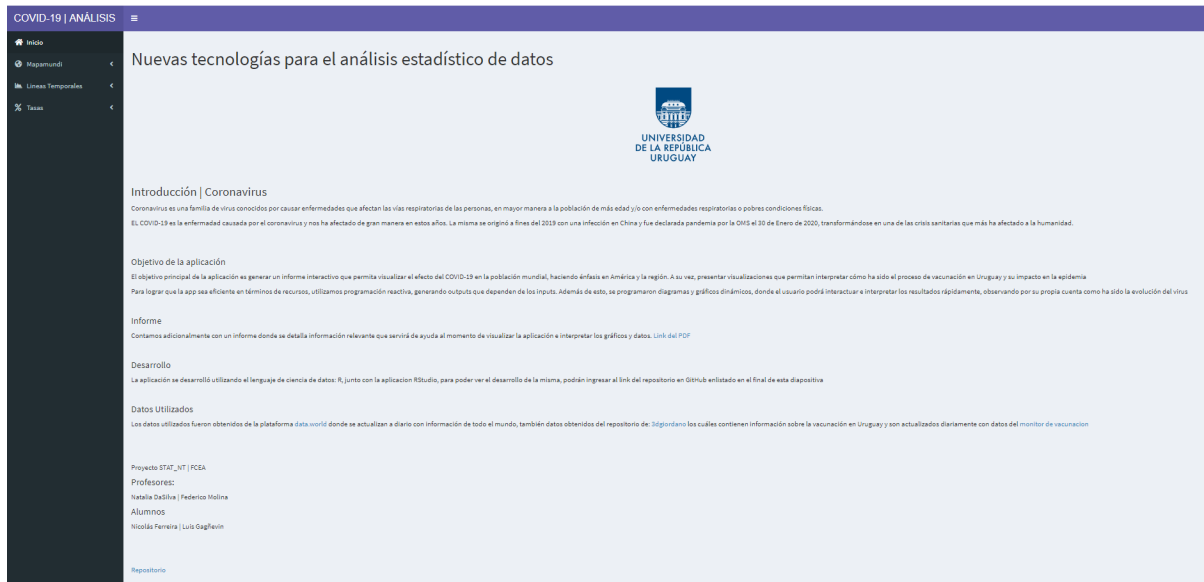 COVID-19 | ANÁLISIS
Inicio
Mapamundi
Lineas Temporales
Tasas
Nuevas tecnologías para el análisis estadístico de datos
UNIVERSIDAD
DE LA REPÚBLICA
URUGUAY
Introducción | Coronavirus
Coronavirus es una familia de virus conocidos por causar enfermedades que afectan las vías respiratorias de las personas, en mayor manera a la población de más edad y/o con enfermedades respiratorias o pobres condiciones físicas.
EL COVID-19 es la enfermadad causada por el coronavirus y nos ha afectado de gran manera en estos años. La misma se originó a fines del 2019 con una infección en China y fue declarada pandemia por la OMS el 30 de Enero de 2020, transformándose en una de las crisis sanitarias que más ha afectado a la humanidad.
Objetivo de la aplicación
El objetivo principal de la aplicación es generar un informe interactivo que permita visualizar el efecto del COVID-19 en la población mundial, haciendo énfasis en América y la región. A su vez, presentar visualizaciones que permitan interpretar cómo ha sido el proceso de vacunación en Uruguay y su impacto en la epidemia
Para lograr que la app sea eficiente en términos de recursos, utilizamos programación reactiva, generando outputs que dependen de los inputs. Además de esto, se programaron diagramas y gráficos dinámicos, donde el usuario podrá interactuar e interpretar los resultados rápidamente, observando por su propia cuenta como ha sido la evolución del virus
Informe
Contamos adicionalmente con un informe donde se detalla información relevante que servirá de ayuda al momento de visualizar la aplicación e interpretar los gráficos y datos. Link del PDF
Desarrollo
La aplicación se desarrolló utilizando el lenguaje de ciencia de datos: R, junto con la aplicacion RStudio, para poder ver el desarrollo de la misma, podrán ingresar al link del repositorio en GitHub enlistado en el final de esta diapositiva
Datos Utilizados
Los datos utilizados fueron obtenidos de la plataforma data.world donde se actualizan a diario con información de todo el mundo, también datos obtenidos del repositorio de: 3dgiordano los cuáles contienen información sobre la vacunación en Uruguay y son actualizados diariamente con datos del monitor de vacunacion
Proyecto STAT_NT | FCEA
Profesores:
Natalia DaSilva | Federico Molina
Alumnos
Nicolás Ferreira | Luis Gagñevin
Repositorio